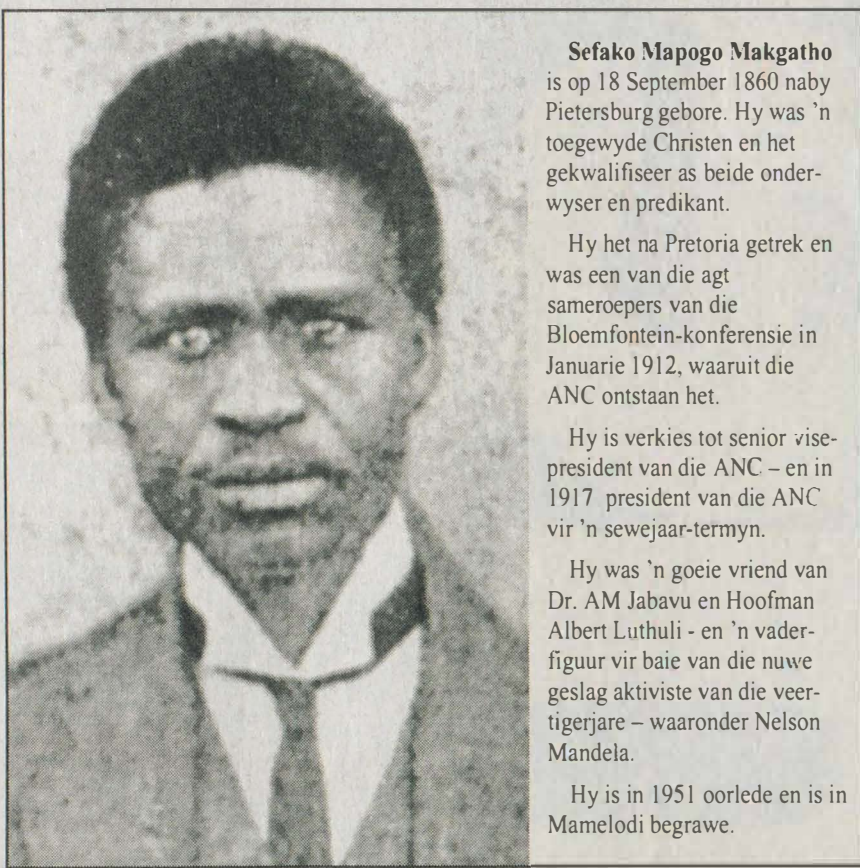 Sefako Mapogo Makgatho
is op 18 September 1860 naby
Pietersburg gebore. Hy was 'n
toegewyde Christen en het
gekwalifiseer as beide onder-
wyser en predikant.
Hy het na Pretoria getrek en
was een van die agt
sameroepers van die
Bloemfontein-konferensie in
Januarie 1912, waaruit die
ANC ontstaan het.
Hy is verkies tot senior vise-
president van die ANC – en in
1917 president van die ANC
vir 'n sewejaar-termyn.
Hy was 'n goeie vriend van
Dr. AM Jabavu en Hoofman
Albert Luthuli - en 'n vader-
figuur vir baie van die nuwe
geslag aktiviste van die veer-
tigerjare – waaronder Nelson
Mandela.
Hy is in 1951 oorlede en is in
Mamelodi begrawe.